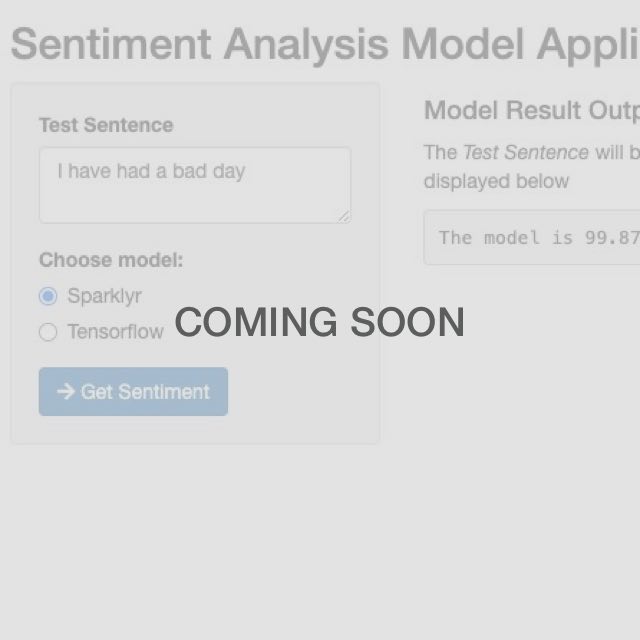 Sentiment Analysis Model Appli
Test Sentence
I have had a bad day
Choose model:
Sparklyr
Tensorflow
→ Get Sentiment
Model Result Outp
The Test Sentence will b
displayed below
The model is 99.87
COMING SOON